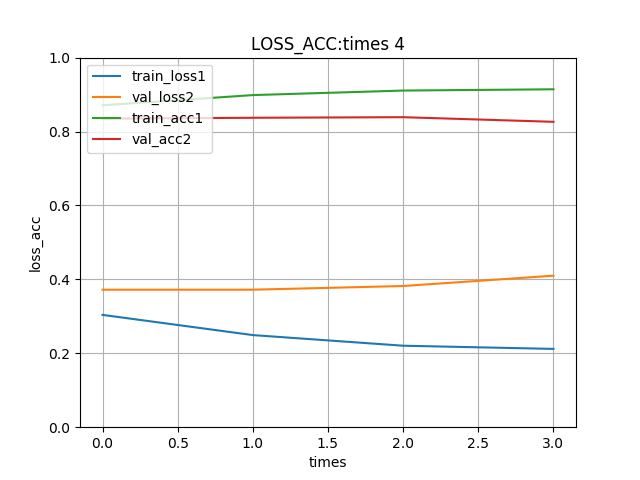 LOSS_ACC:times 4
train_loss1
val_loss2
train_acc1
val_acc2
1.0
0.8
0.6
0.4
0.2
0.0
loss_acc
0.0 0.5 1.0 1.5 2.0 2.5 3.0
times